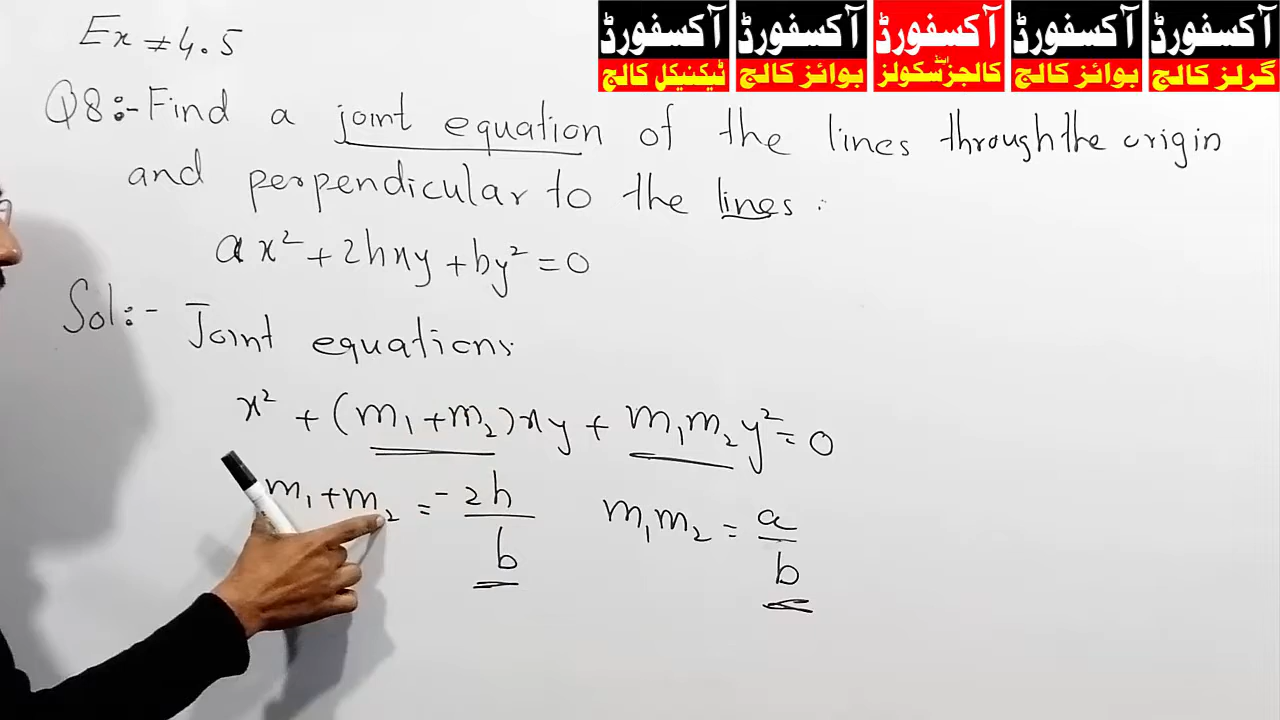 آکسفورڈ ٹیکنیکل کالج
آکسفورڈ بوائز کالج
آکسفورڈ کالجز اینڈ سکولز
آکسفورڈ بوائز کالج
آکسفورڈ گرلز کالج
Ex ≠ 4.5
Q8:- Find a joint equation of the lines through the origin
and perpendicular to the lines.
ax² + 2hxy + by² = 0
Sol:- Joint equations
x² + (m₁ + m₂)xy + m₁m₂y² = 0
m₁ + m₂ = -2h/b    m₁m₂ = a/b